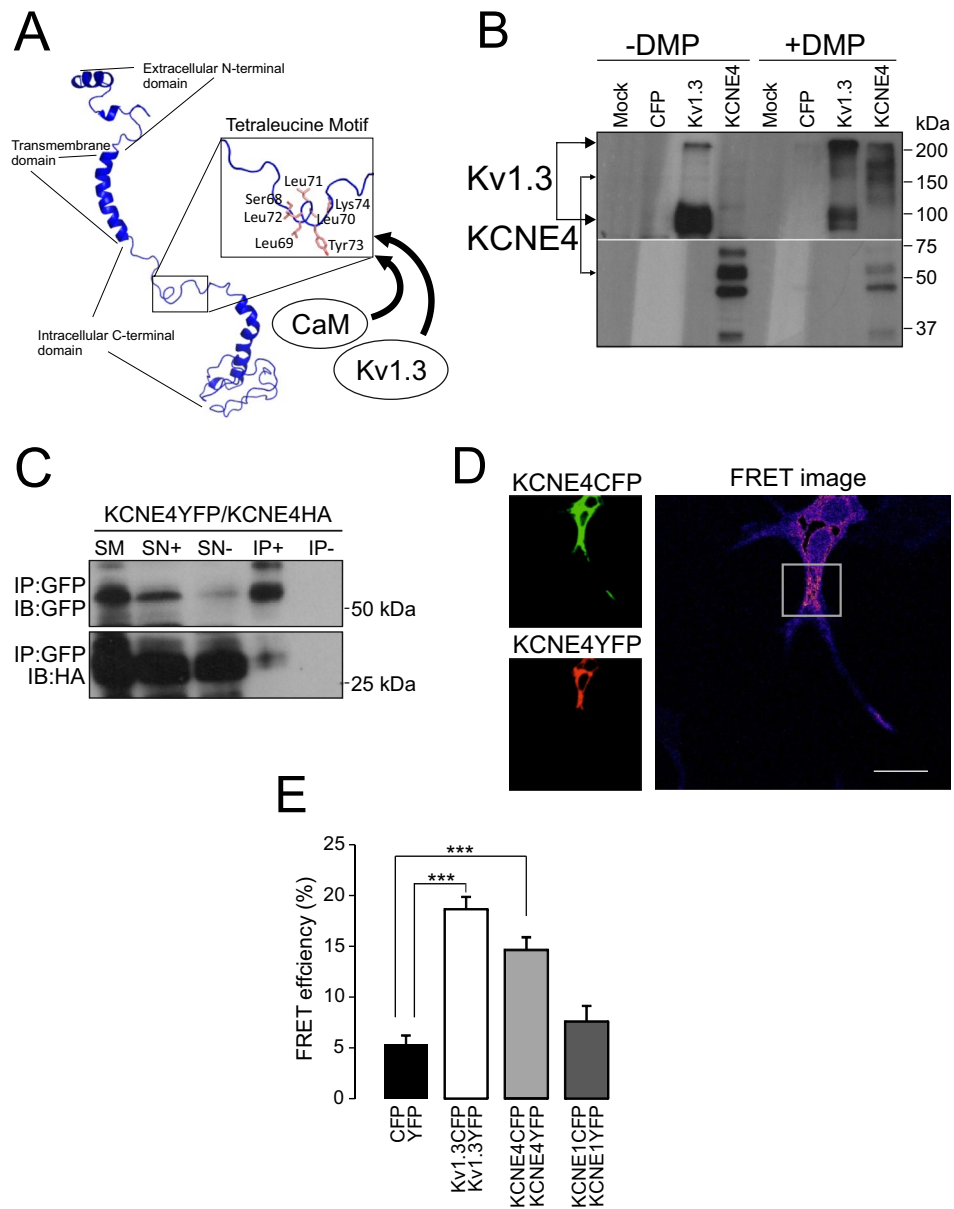 A
Extracellular N-terminal
domain
Transmembrane
domain
Tetraleucine Motif
Leu71
Ser68
Lys74
Leu72
Leu70
Leu69
Tyr73
CaM
Kv1.3
Intracellular C-terminal
domain
B
-DMP +DMP
Mock CFP Kv1.3 KCNE4 Mock CFP Kv1.3 KCNE4
kDa
200
Kv1.3
150
100
KCNE4
75
50
37
C
KCNE4YFP/KCNE4HA
SM SN+ SN- IP+ IP-
IP:GFP
IB:GFP
-50 kDa
IP:GFP
IB:HA
-25 kDa
D
KCNE4CFP
FRET image
KCNE4YFP
E
FRET effciency (%)
25
20
15
10
5
0
***
***
CFP
YFP
Kv1.3CFP
Kv1.3YFP
KCNE4CFP
KCNE4YFP
KCNE1CFP
KCNE1YFP